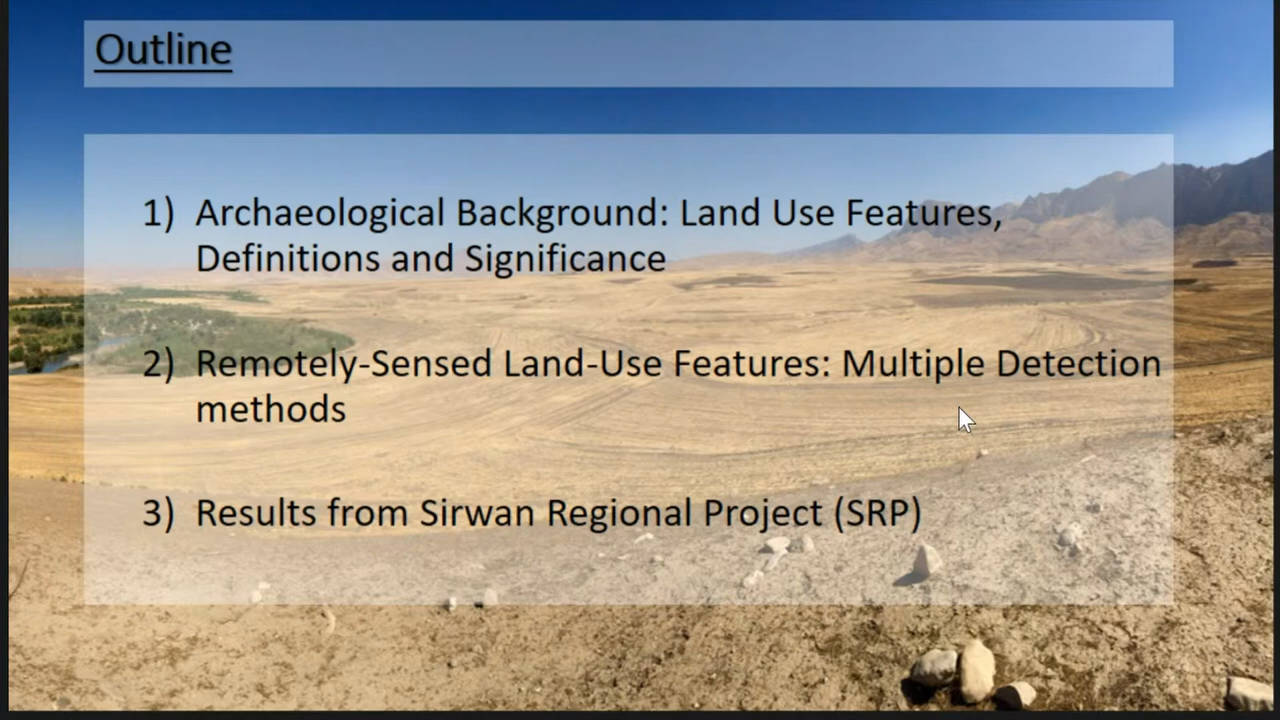 Outline
1) Archaeological Background: Land Use Features,
Definitions and Significance
2) Remotely-Sensed Land-Use Features: Multiple Detection
methods
3) Results from Sirwan Regional Project (SRP)